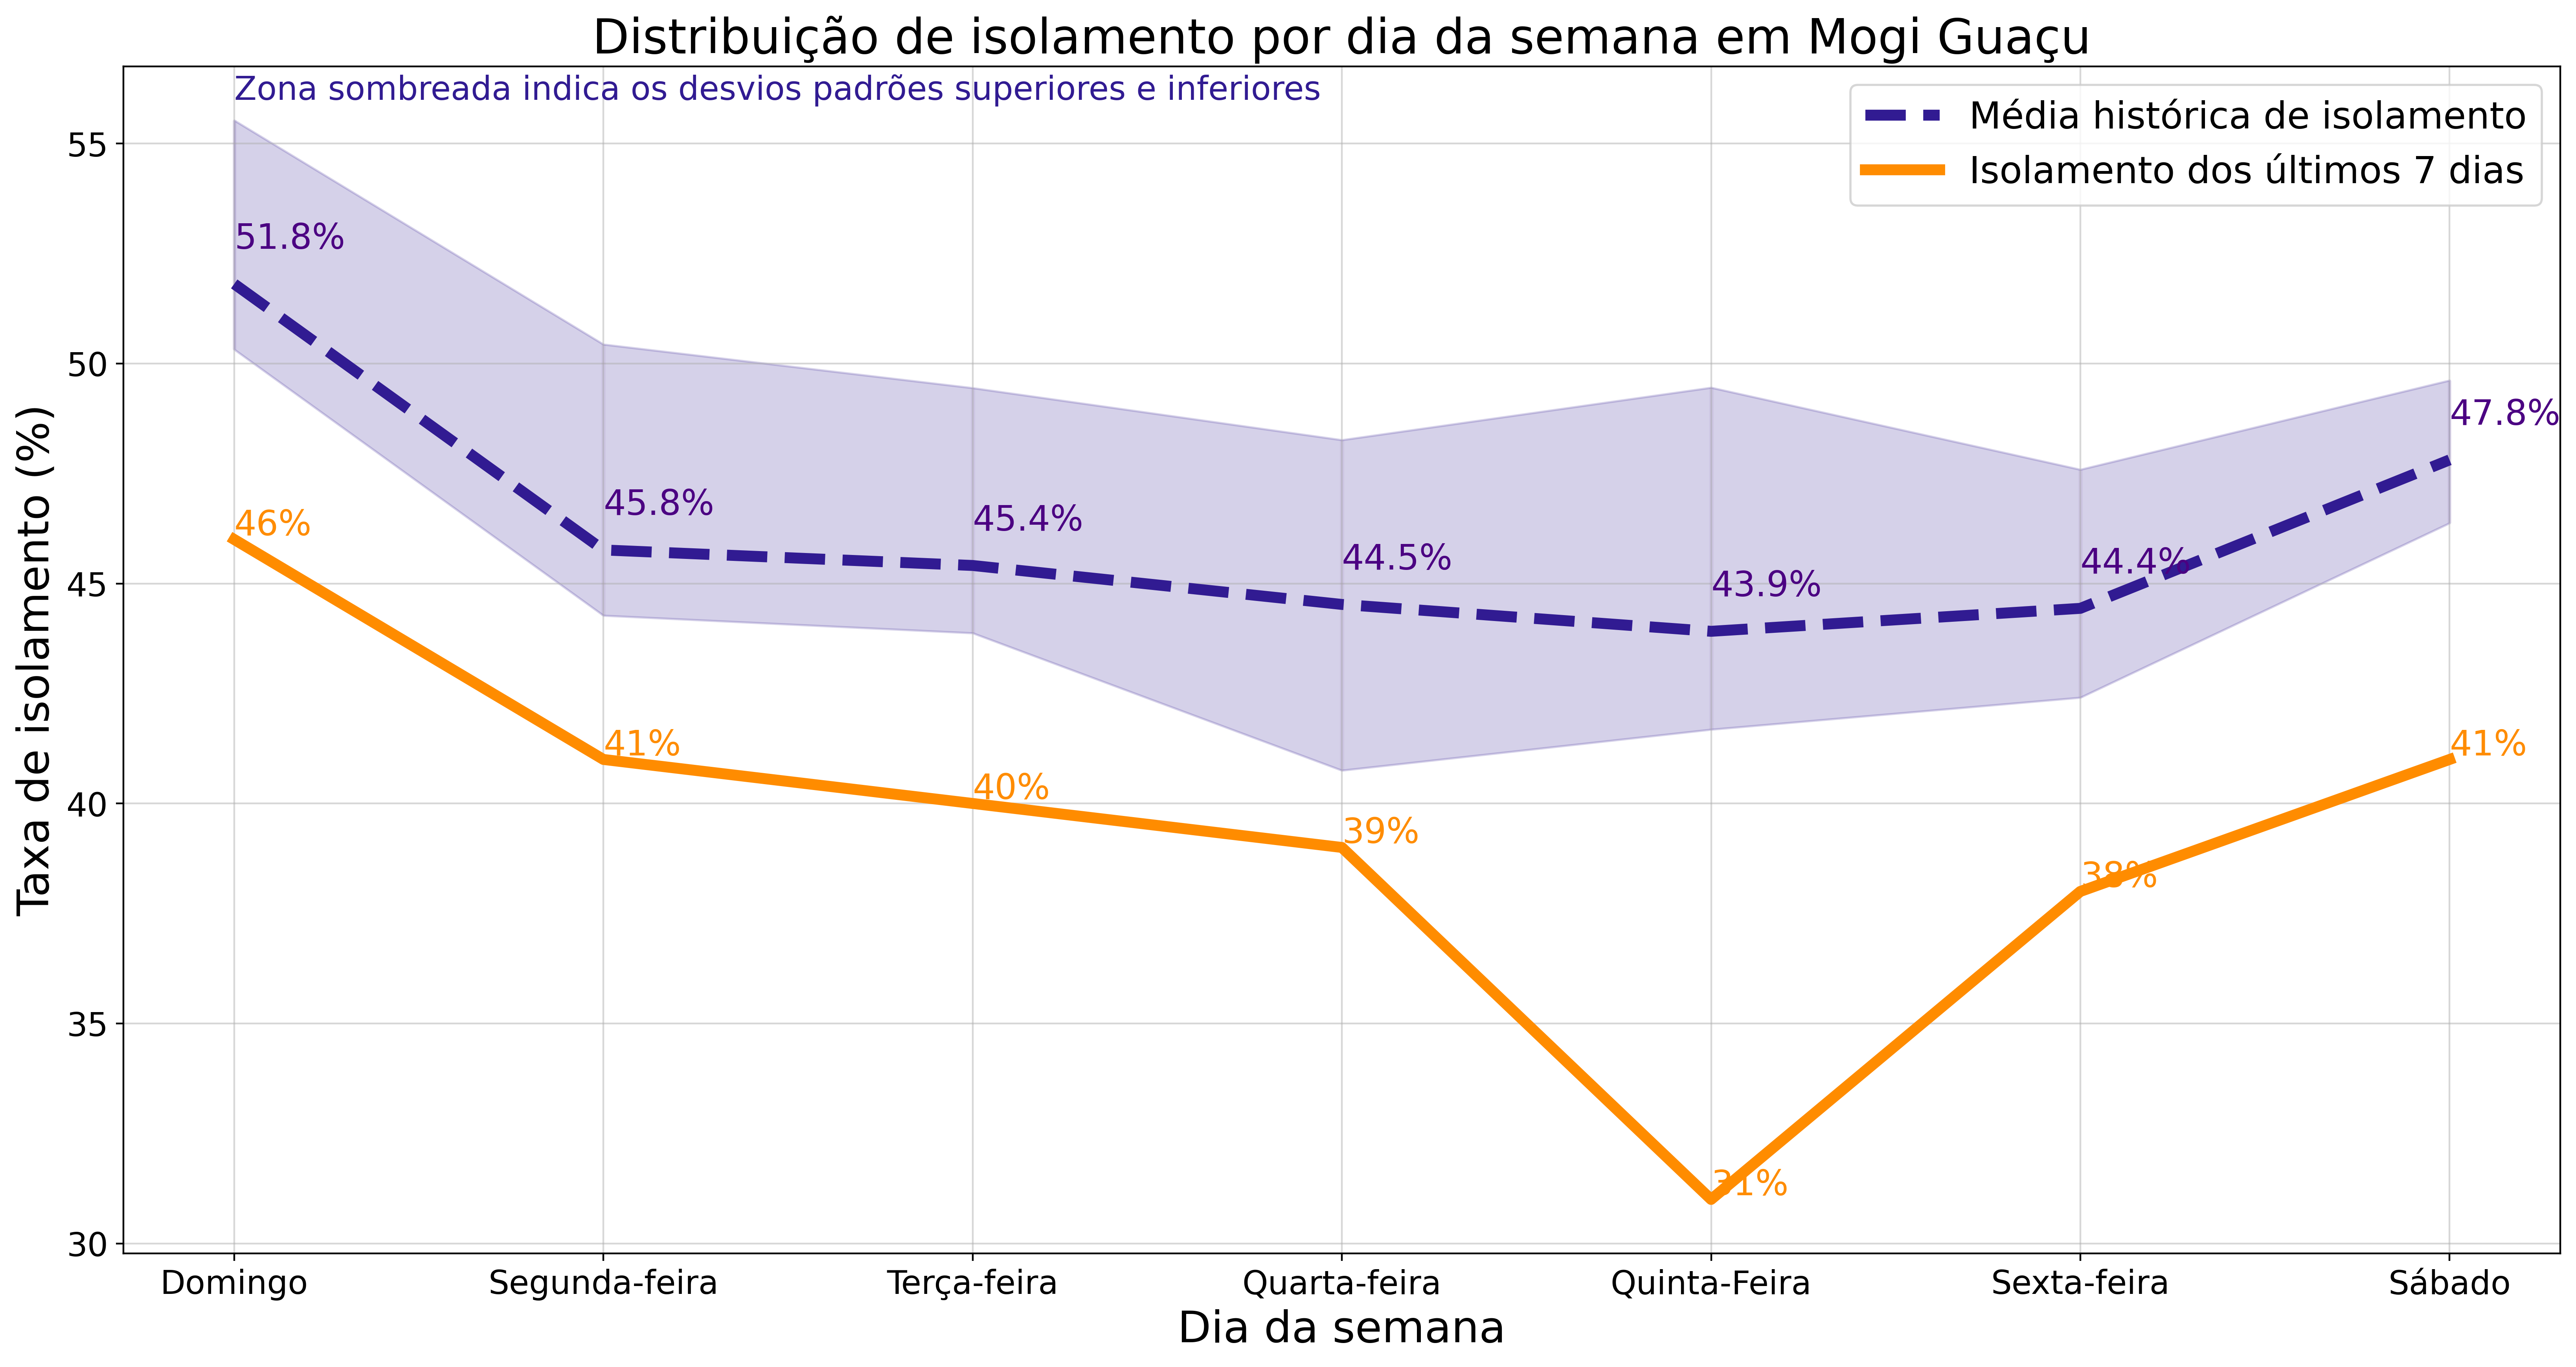 Distribuição de isolamento por dia da semana em Mogi Guaçu
Zona sombreada indica os desvios padrões superiores e inferiores
Média histórica de isolamento
Isolamento dos últimos 7 dias
Taxa de isolamento (%)
55
50
45
40
35
30
51.8%
45.8%
45.4%
44.5%
43.9%
44.4%
47.8%
46%
41%
40%
39%
31%
38%
41%
Domingo
Segunda-feira
Terça-feira
Quarta-feira
Quinta-Feira
Sexta-feira
Sábado
Dia da semana